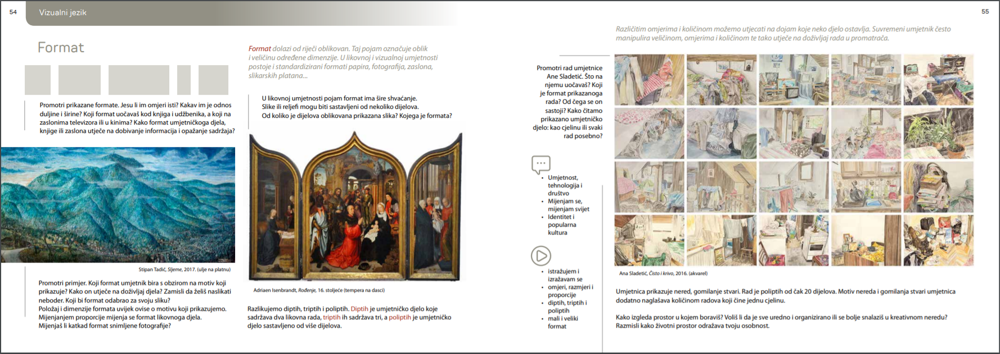 54
Vizualni jezik
Format
Promotri prikazane formate. Jesu li im omjeri isti? Kakav im je odnos
duljine i širine? Koji format uočavaš kod knjiga i udžbenika, a koji na
zaslonima televizora ili u kinima? Kako format umjetničkoga djela,
knjige ili zaslona utječe na dobivanje informacija i opažanje sadržaja?
Stipan Tadić, Sljeme, 2017. (ulje na platnu)
Promotri primjer. Koji format umjetnik bira s obzirom na motiv koji
prikazuje? Kako on utječe na doživljaj djela? Zamisli da želiš naslikati
neboder. Koji bi format odabrao za svoju sliku?
Položaj i dimenzije formata uvijek ovise o motivu koji prikazujemo.
Mijenjanjem proporcije mijenja se format likovnoga djela.
Mijenjaš li katkad format snimljene fotografije?
Format dolazi od riječi oblikovan. Taj pojam označuje oblik
i veličinu određene dimenzije. U likovnoj i vizualnoj umjetnosti
postoje i standardizirani formati papira, fotografija, zaslona,
slikarskih platana...
U likovnoj umjetnosti pojam format ima šire shvaćanje.
Slike ili reljefi mogu biti sastavljeni od nekoliko dijelova.
Od koliko je dijelova oblikovana prikazana slika? Kojega je formata?
Adriaen Isenbrandt, Rođenje, 16. stoljeće (tempera na dasci)
Razlikujemo diptih, triptih i poliptih. Diptih je umjetničko djelo koje
sadržava dva likovna rada, triptih ih sadržava tri, a poliptih je umjetničko
djelo sastavljeno od više dijelova.
55
Različitim omjerima i količinom možemo utjecati na dojam koje neko djelo ostavlja. Suvremeni umjetnik često
manipulira veličinom, omjerima i količinom te tako utječe na doživljaj rada u promatrača.
Promotri rad umjetnice
Ane Sladetić. Što na
njemu uočavaš? Koji
je format prikazanoga
rada? Od čega se on
sastoji? Kako čitamo
prikazano umjetničko
djelo: kao cjelinu ili svaki
rad posebno?
• Umjetnost,
tehnologija i
društvo
• Mijenjam se,
mijenjam svijet
• Identitet i
popularna
kultura
• istražujem i
izražavam se
• omjeri, razmjeri i
proporcije
• diptih, triptih i
poliptih
• mali i veliki
format
Ana Sladetić, Čisto i krivo, 2016. (akvarel)
Umjetnica prikazuje nered, gomilanje stvari. Rad je poliptih od čak 20 dijelova. Motiv nereda i gomilanja stvari umjetnica
dodatno naglašava količinom radova koji čine jednu cjelinu.
Kako izgleda prostor u kojem boraviš? Voliš li da je sve uredno i organizirano ili se bolje snalaziš u kreativnom neredu?
Razmisli kako životni prostor odražava tvoju osobnost.